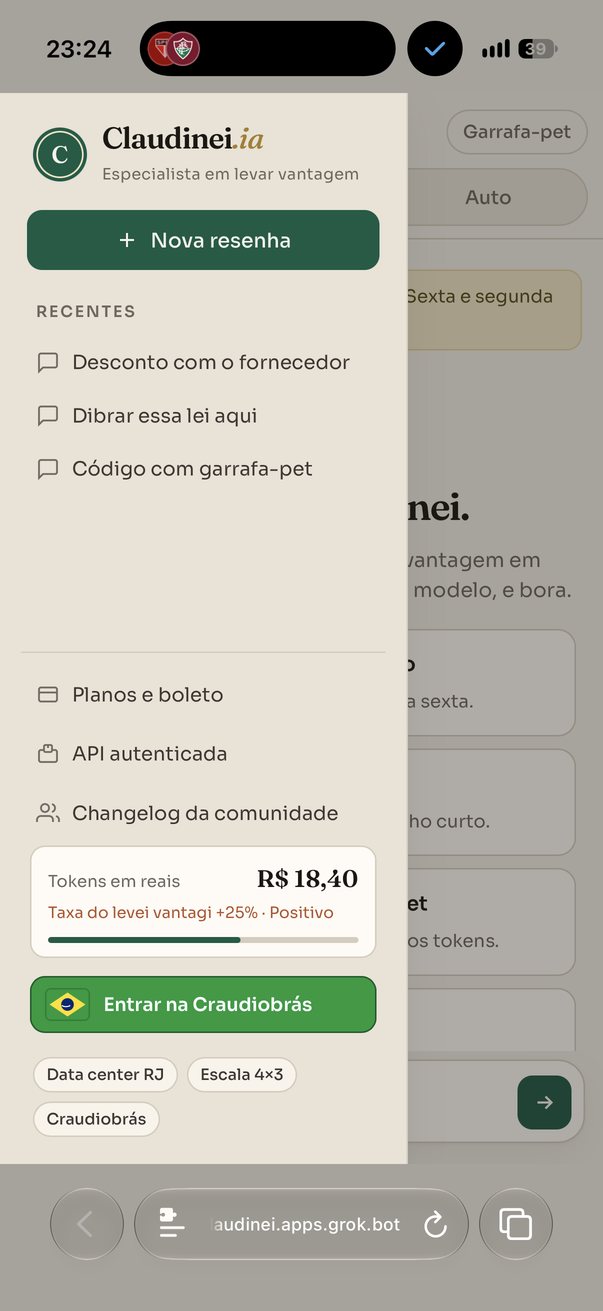 23:24
39
C
Claudinei.ia
Especialista em levar vantagem
Garrafa-pet
Auto
+ Nova resenha
Sexta e segunda
RECENTES
Desconto com o fornecedor
Dibrar essa lei aqui
Código com garrafa-pet
nei.
vantagem em
modelo, e bora.
a sexta.
Planos e boleto
API autenticada
Changelog da comunidade
ho curto.
Tokens em reais
R$ 18,40
Taxa do levei vantagi +25% · Positivo
et
os tokens.
Entrar na Craudiobrás
Data center RJ
Escala 4×3
Craudiobrás
audinei.apps.grok.bot